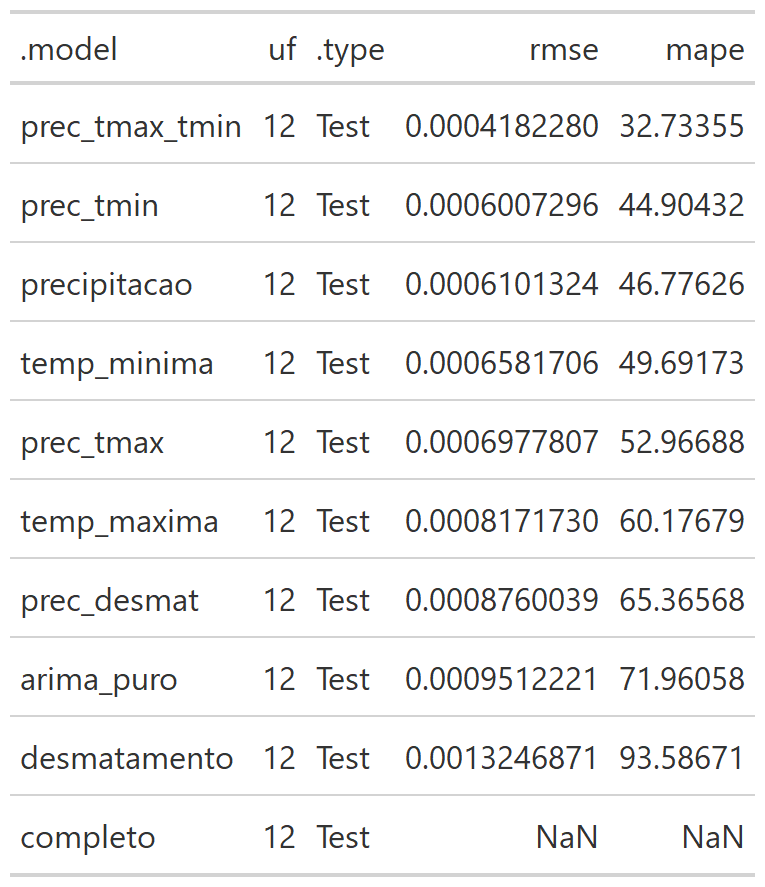 .model uf .type rmse mape
prec_tmax_tmin 12 Test 0.0004182280 32.73355
prec_tmin 12 Test 0.0006007296 44.90432
precipitacao 12 Test 0.0006101324 46.77626
temp_minima 12 Test 0.0006581706 49.69173
prec_tmax 12 Test 0.0006977807 52.96688
temp_maxima 12 Test 0.0008171730 60.17679
prec_desmat 12 Test 0.0008760039 65.36568
arima_puro 12 Test 0.0009512221 71.96058
desmatamento 12 Test 0.0013246871 93.58671
completo 12 Test NaN NaN